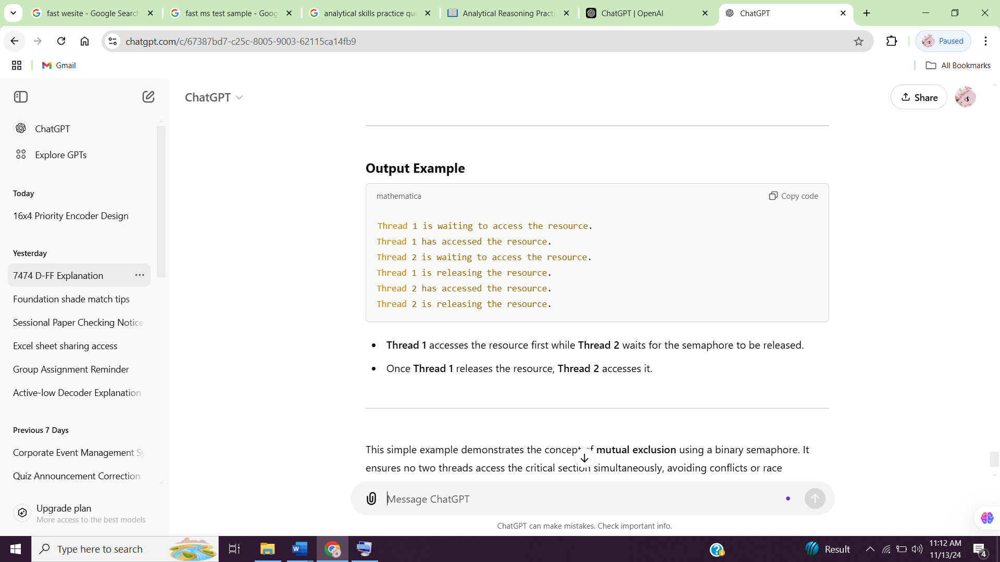 fast wesite - Google Search
fast ms test sample - Goog
analytical skills practice que
Analytical Reasoning Practi
ChatGPT | OpenAI
ChatGPT
chatgpt.com/c/67387bd7-c25c-8005-9003-62115ca14fb9
Paused
Gmail
All Bookmarks
ChatGPT
Share
ChatGPT
Explore GPTs
Today
16x4 Priority Encoder Design
Yesterday
7474 D-FF Explanation
Foundation shade match tips
Sessional Paper Checking Notice
Excel sheet sharing access
Group Assignment Reminder
Active-low Decoder Explanation
Previous 7 Days
Corporate Event Management Sy
Quiz Announcement Correction
Upgrade plan
More access to the best models
Output Example
mathematica
Copy code
Thread 1 is waiting to access the resource.
Thread 1 has accessed the resource.
Thread 2 is waiting to access the resource.
Thread 1 is releasing the resource.
Thread 2 has accessed the resource.
Thread 2 is releasing the resource.
• Thread 1 accesses the resource first while Thread 2 waits for the semaphore to be released.
• Once Thread 1 releases the resource, Thread 2 accesses it.
This simple example demonstrates the concept of mutual exclusion using a binary semaphore. It
ensures no two threads access the critical section simultaneously, avoiding conflicts or race
Message ChatGPT
ChatGPT can make mistakes. Check important info.
Type here to search
Result
11:12 AM
11/13/24
4